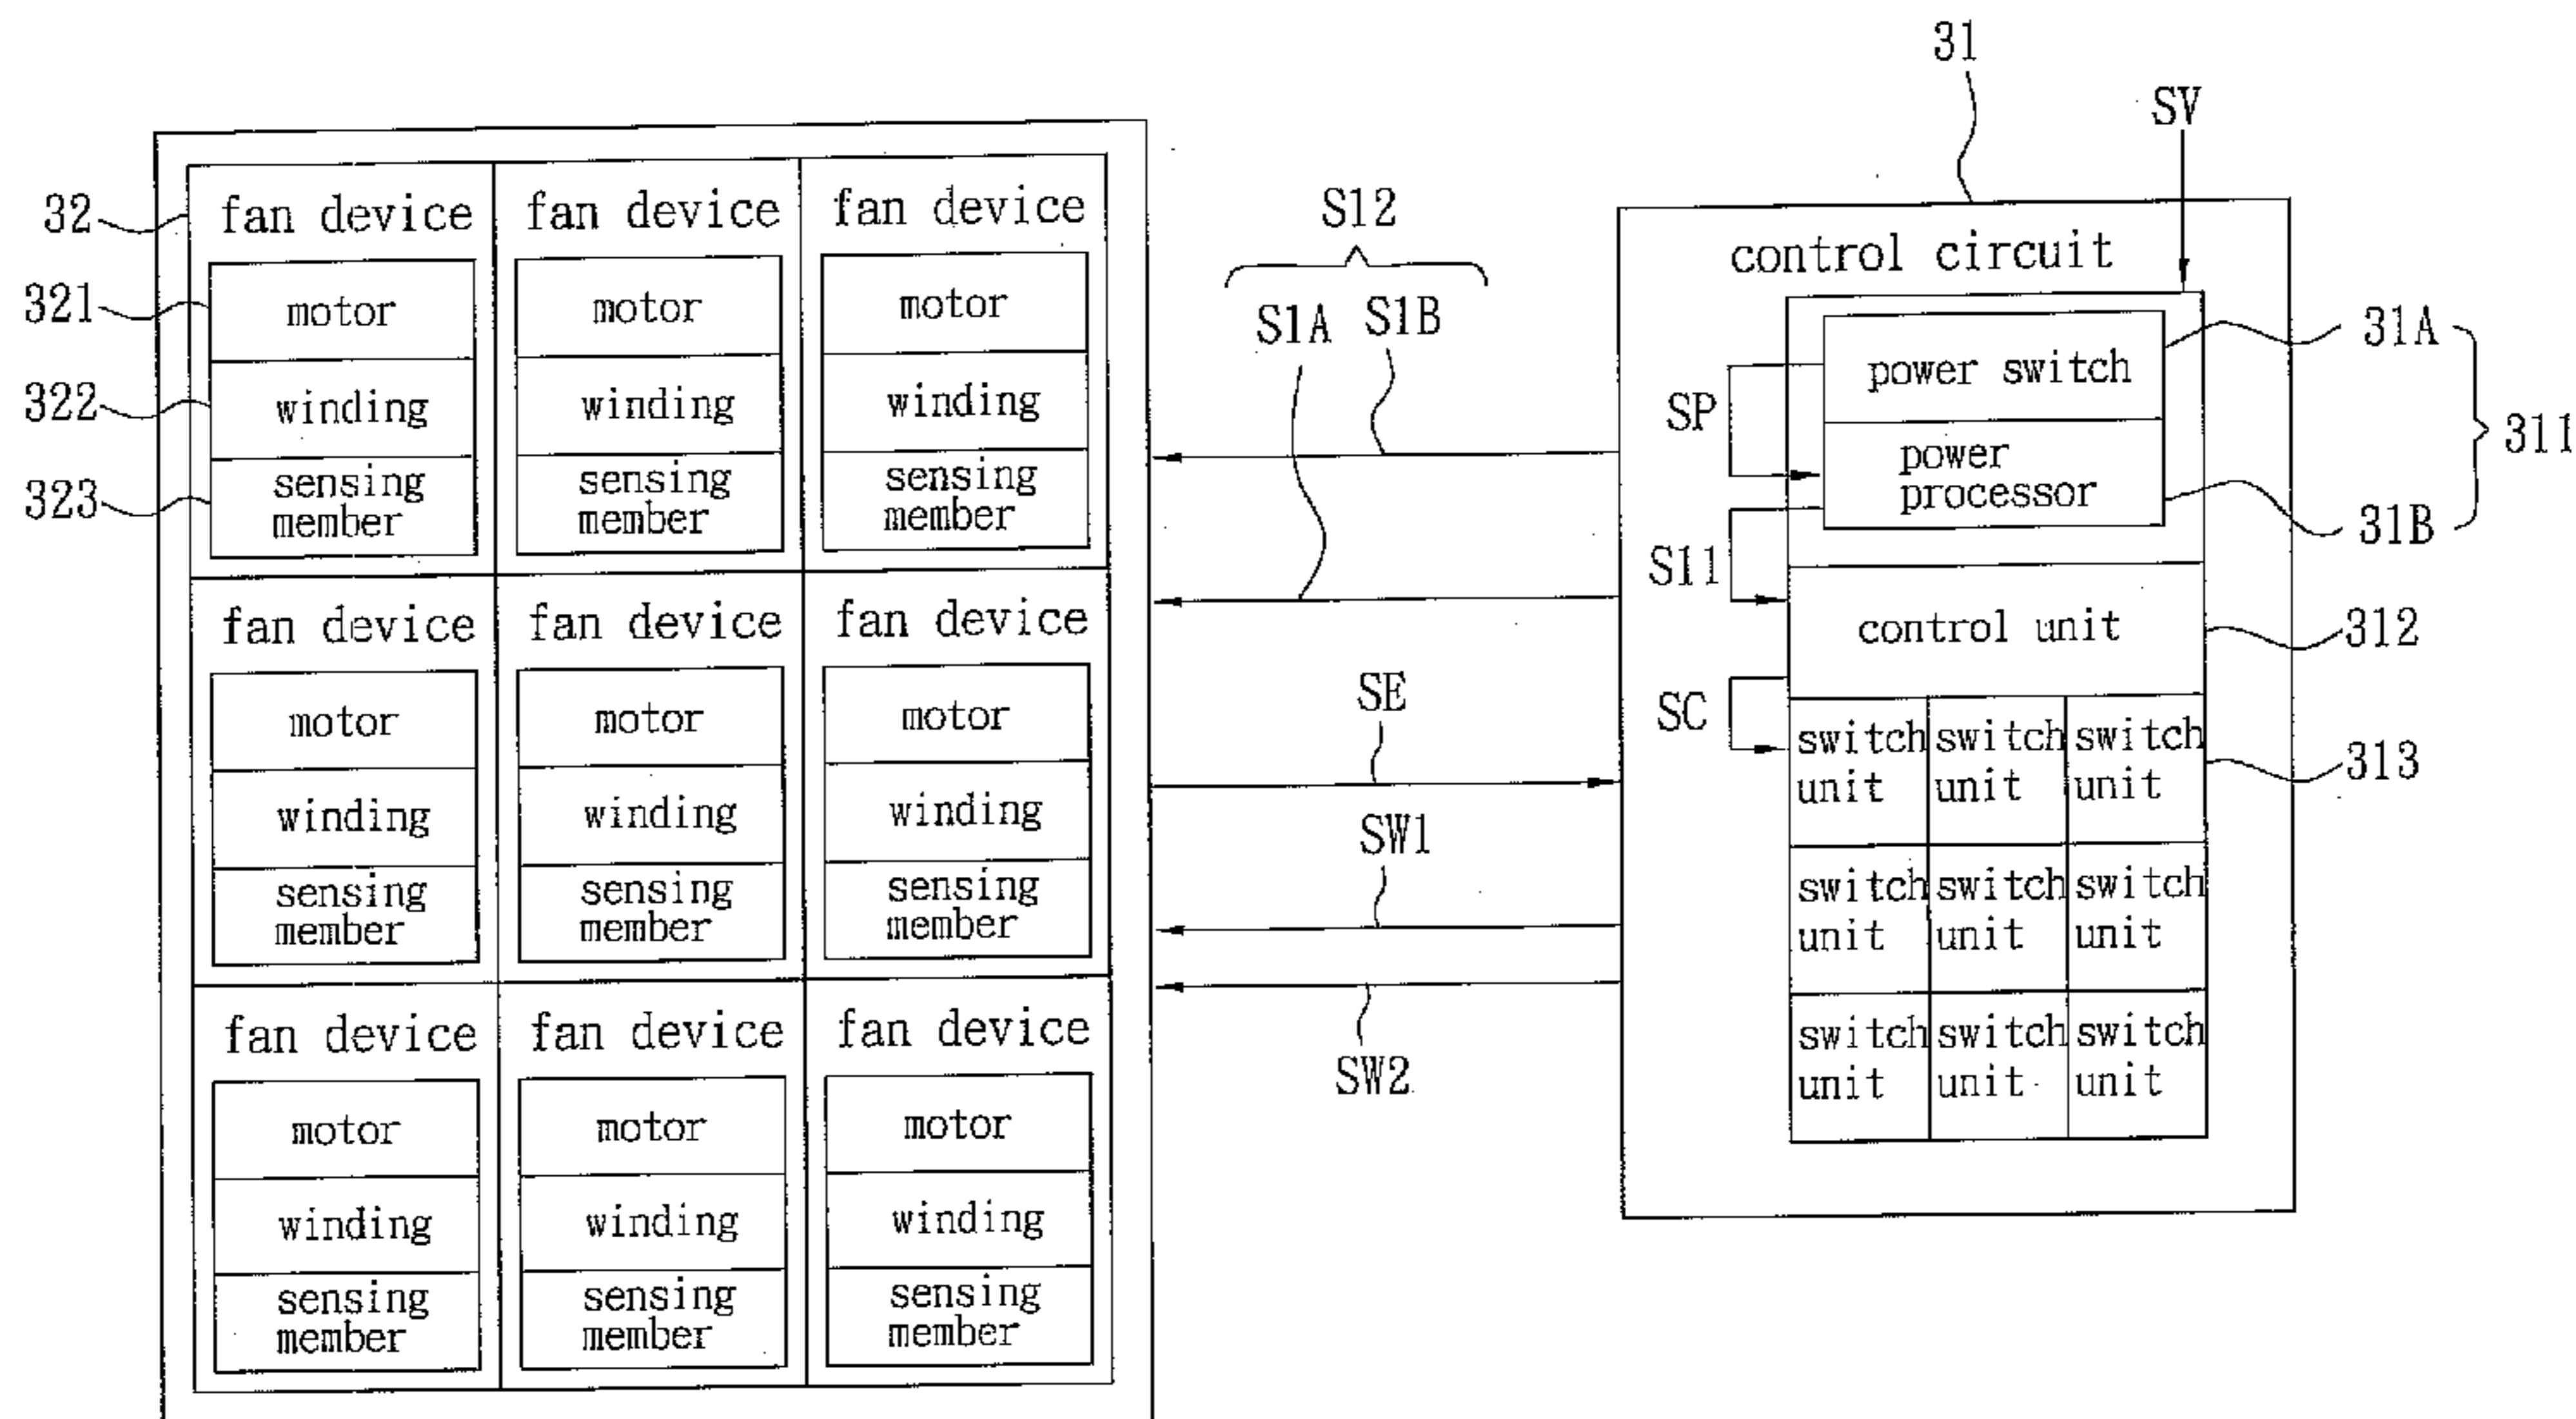 31
SV
32
fan device
fan device
fan device
S12
control circuit
321
motor
motor
motor
S1A
S1B
31A
power switch
322
winding
winding
winding
SP
311
323
sensing
member
sensing
member
sensing
member
power
processor
31B
S11
fan device
fan device
fan device
control unit
312
motor
motor
motor
SE
SC
switch
unit
switch
unit
switch
unit
313
winding
winding
winding
SW1
sensing
member
sensing
member
sensing
member
switch
unit
switch
unit
switch
unit
fan device
fan device
fan device
SW2
switch
unit
switch
unit
switch
unit
motor
motor
motor
winding
winding
winding
sensing
member
sensing
member
sensing
member